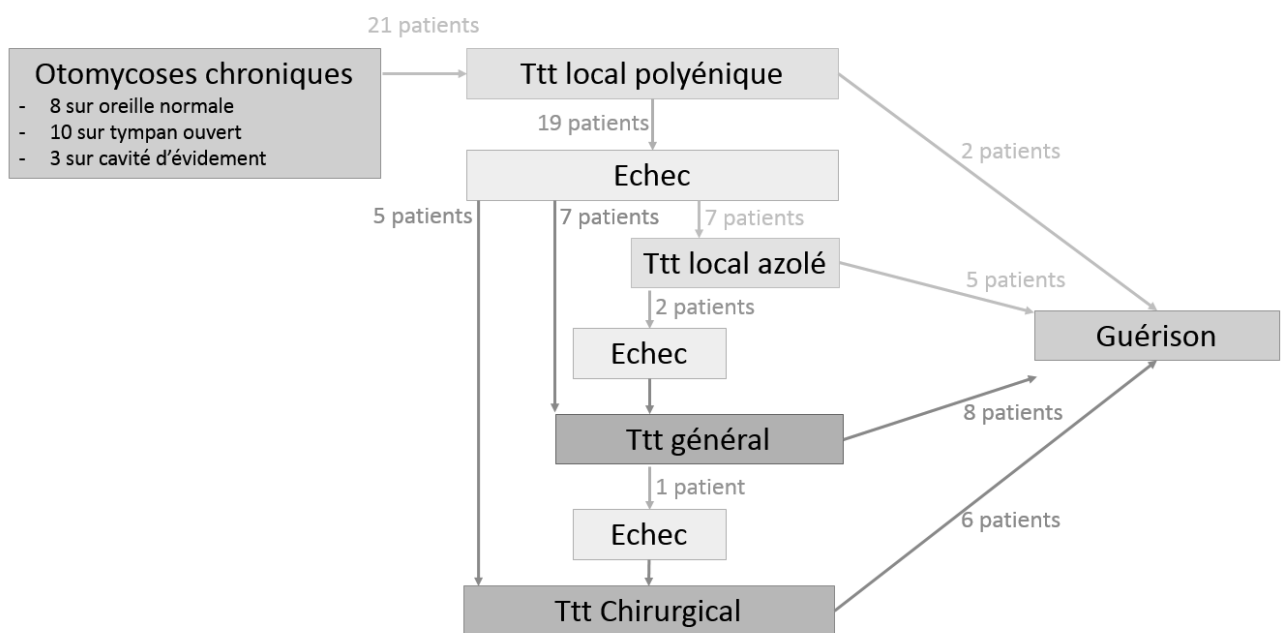 21 patients
Otomycoses chroniques
- 8 sur oreille normale
- 10 sur tympan ouvert
- 3 sur cavité d'évidement
Ttt local polyénique
19 patients
2 patients
Echec
5 patients
7 patients
7 patients
Ttt local azolé
5 patients
2 patients
Guérison
Echec
8 patients
Ttt général
1 patient
6 patients
Echec
Ttt Chirurgical